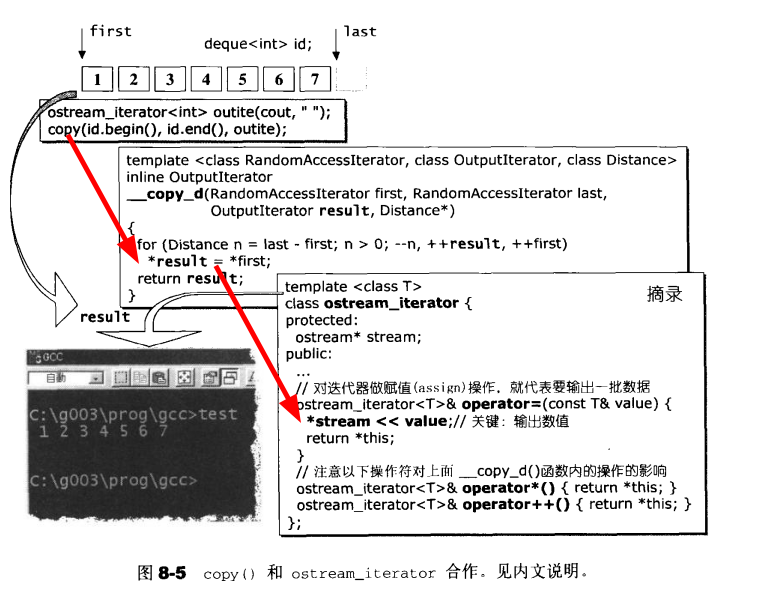 first
last
deque<int> id;
1 2 3 4 5 6 7
ostream_iterator<int> outite(cout, " ");
copy(id.begin(), id.end(), outite);
template <class RandomAccessIterator, class OutputIterator, class Distance>
inline OutputIterator
__copy_d(RandomAccessIterator first, RandomAccessIterator last,
OutputIterator result, Distance*)
{
for (Distance n = last - first; n > 0; --n, ++result, ++first)
*result = *first;
return result;
}
result
template <class T>
class ostream_iterator {
摘录
protected:
ostream* stream;
public:
...
// 对迭代器做赋值(assign)操作，就代表要输出一批数据
ostream_iterator<T>& operator=(const T& value) {
*stream << value;// 关键：输出数值
return *this;
}
// 注意以下操作符对上面 __copy_d()函数内的操作的影响
ostream_iterator<T>& operator*() { return *this; }
ostream_iterator<T>& operator++() { return *this; }
};
GCC
自動
C:\g003\prog\gcc>test
1 2 3 4 5 6 7
C:\g003\prog\gcc>
图 8-5 copy() 和 ostream_iterator 合作。见内文说明。